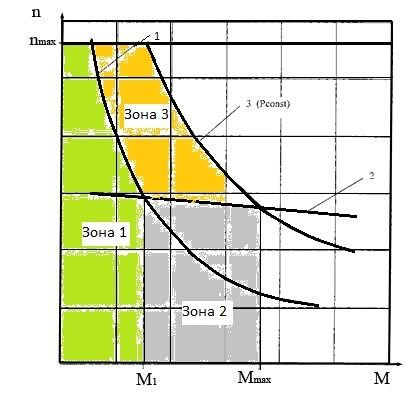 n
nmax
1
Зона 3
3 (Pconst)
2
Зона 1
Зона 2
M1
Mmax
M